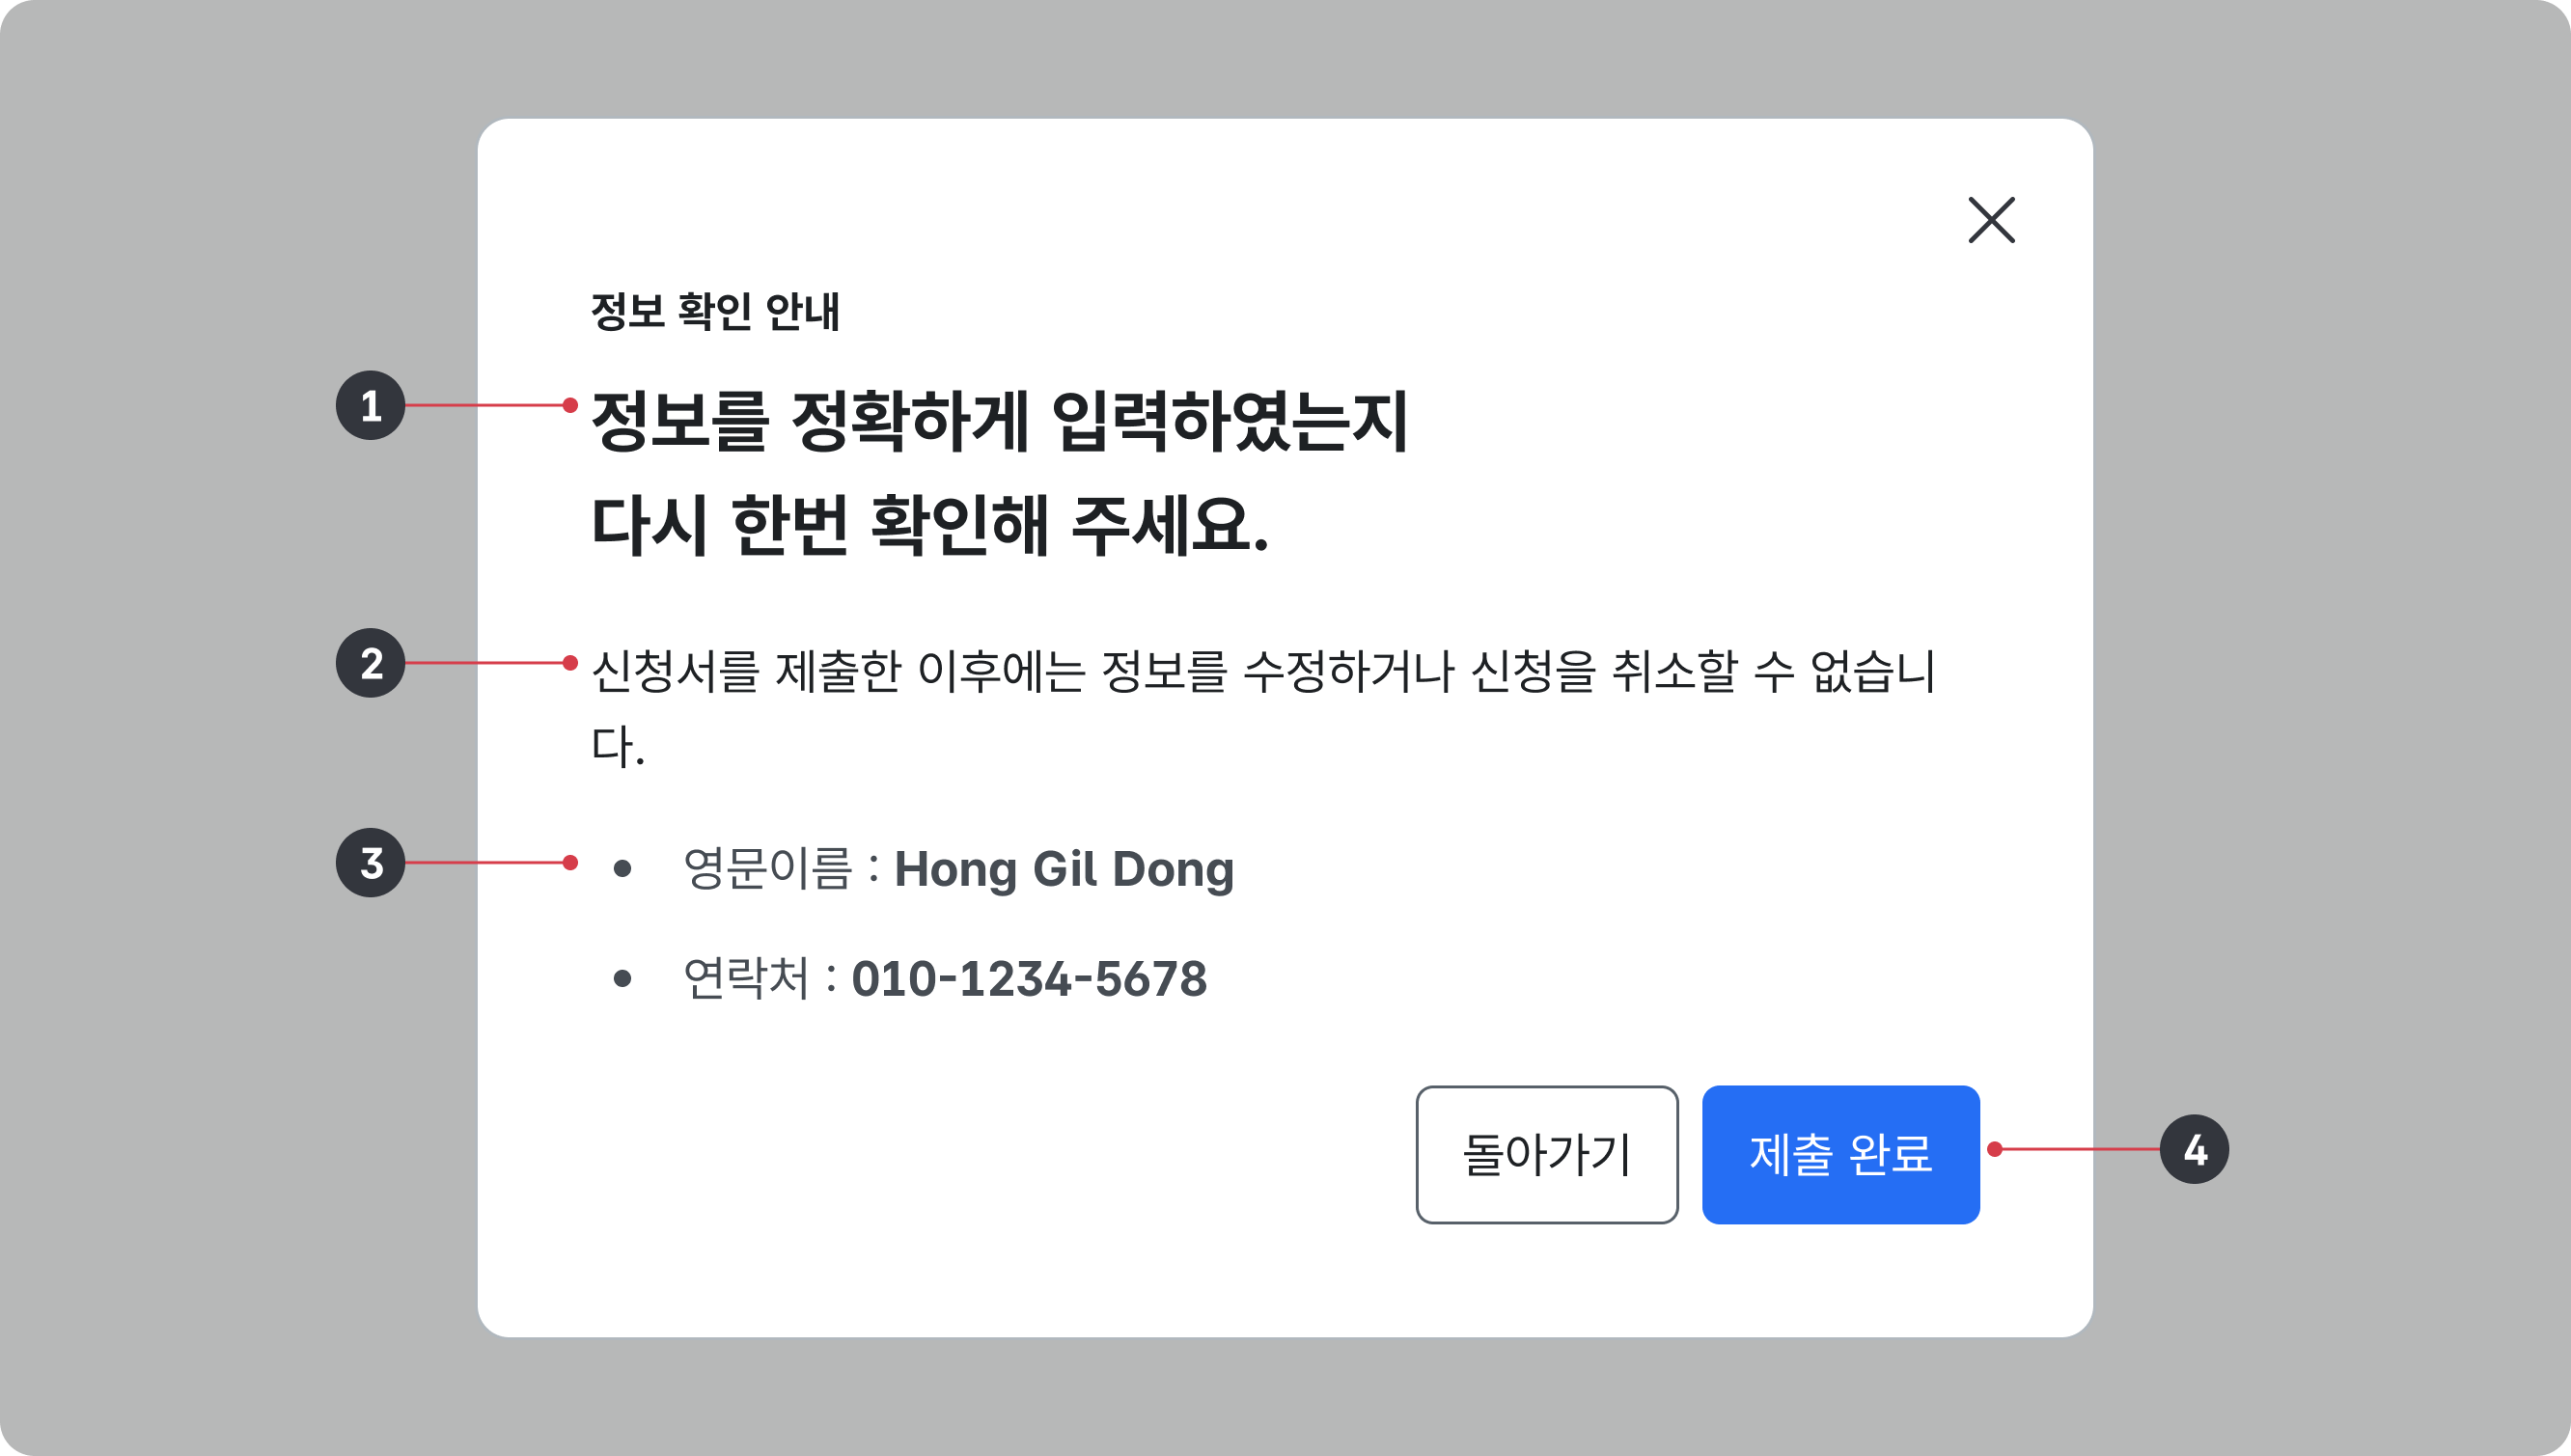 정보 확인 안내
1
정보를 정확하게 입력하였는지
다시 한번 확인해 주세요.
2
신청서를 제출한 이후에는 정보를 수정하거나 신청을 취소할 수 없습니
다.
3
• 영문이름 : Hong Gil Dong
• 연락처 : 010-1234-5678
돌아가기
제출 완료
4